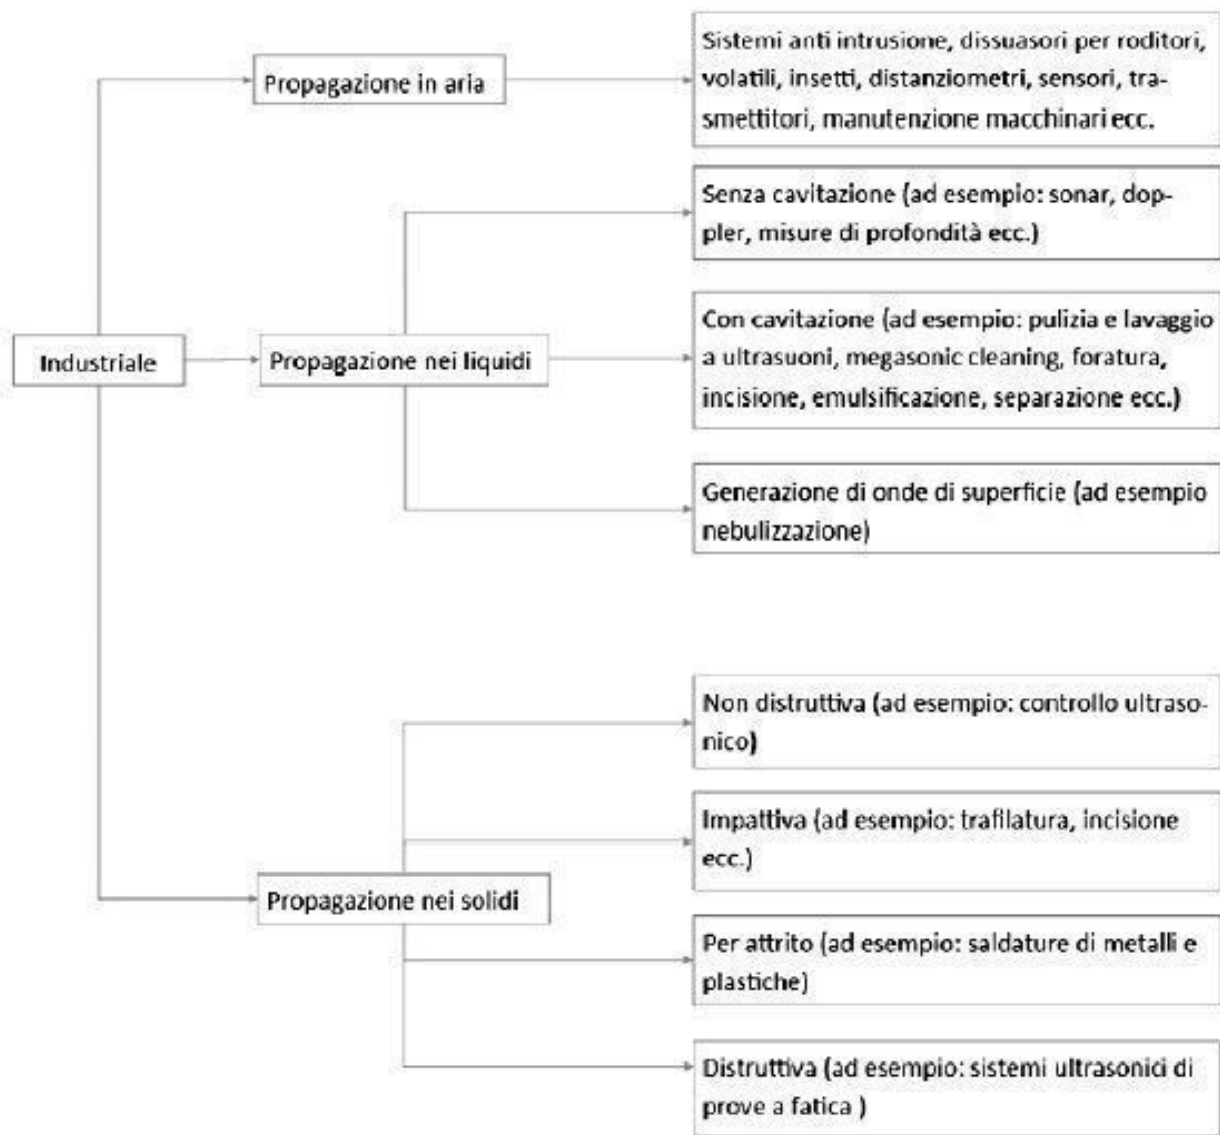 Sistemi anti intrusione, dissuasori per roditori,
volatili, insetti, distanziometri, sensori, tra-
smettitori, manutenzione macchinari ecc.
Propagazione in aria
Senza cavitazione (ad esempio: sonar, dop-
pler, misure di profondità ecc.)
Con cavitazione (ad esempio: pulizia e lavaggio
a ultrasuoni, megasonic cleaning, foratura,
incisione, emulsificazione, separazione ecc.)
Industriale
Propagazione nei liquidi
Generazione di onde di superficie (ad esempio
nebulizzazione)
Non distruttiva (ad esempio: controllo ultraso-
nico)
Impattiva (ad esempio: trafilatura, incisione
ecc.)
Propagazione nei solidi
Per attrito (ad esempio: saldature di metalli e
plastiche)
Distruttiva (ad esempio: sistemi ultrasonici di
prove a fatica )